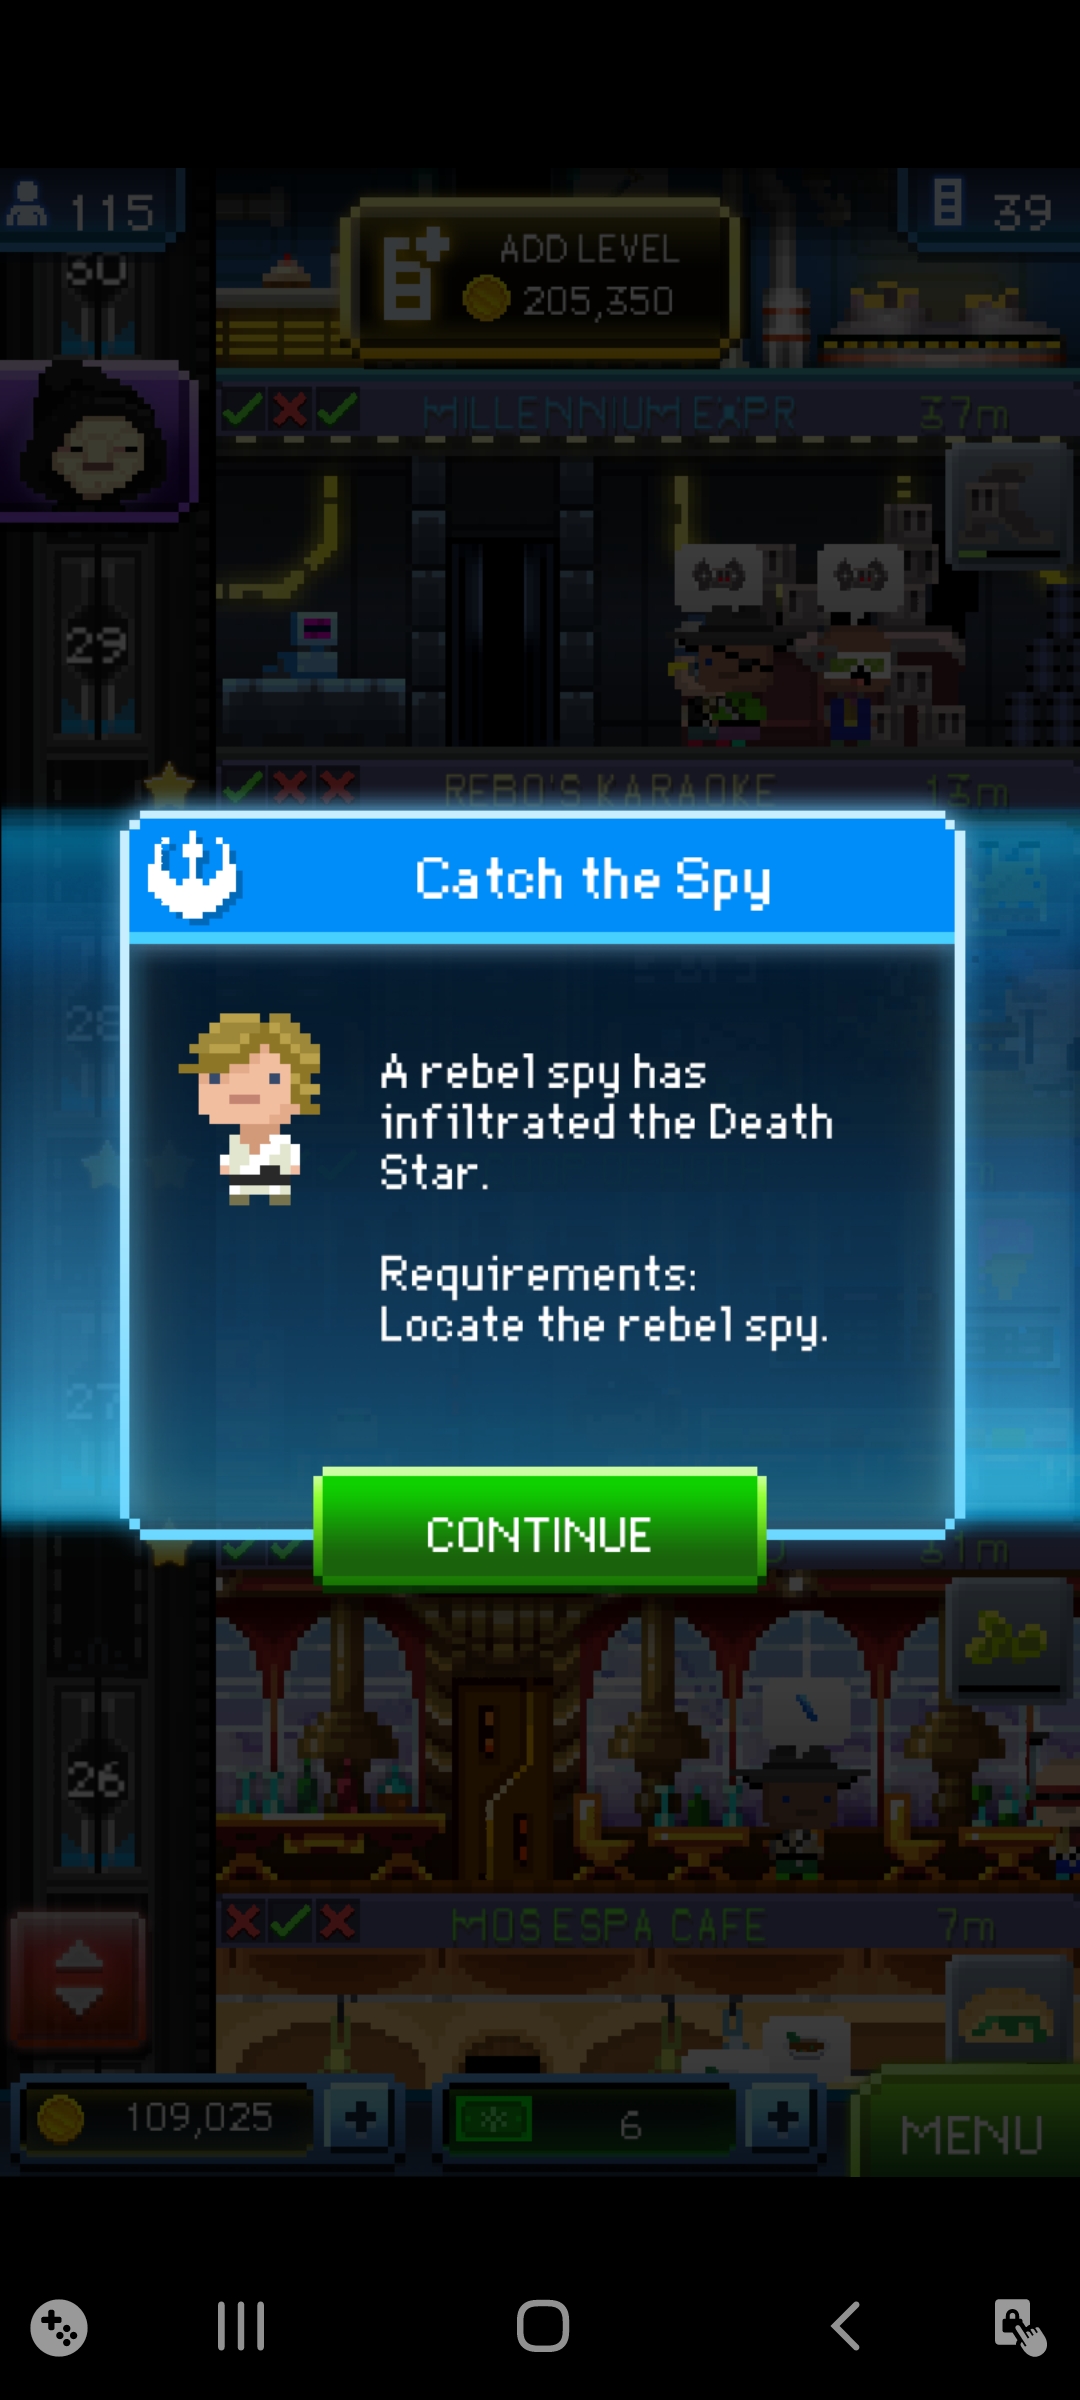 115
39
ADD LEVEL
205,350
30
MILLENNIUM EXPR
37m
29
REBO'S KARAOKE
13m
Catch the Spy
28
A rebel spy has
infiltrated the Death
Star.
Requirements:
Locate the rebel spy.
27
CONTINUE
31m
26
MOS ESPA CAFE
7m
109,025
6
MENU